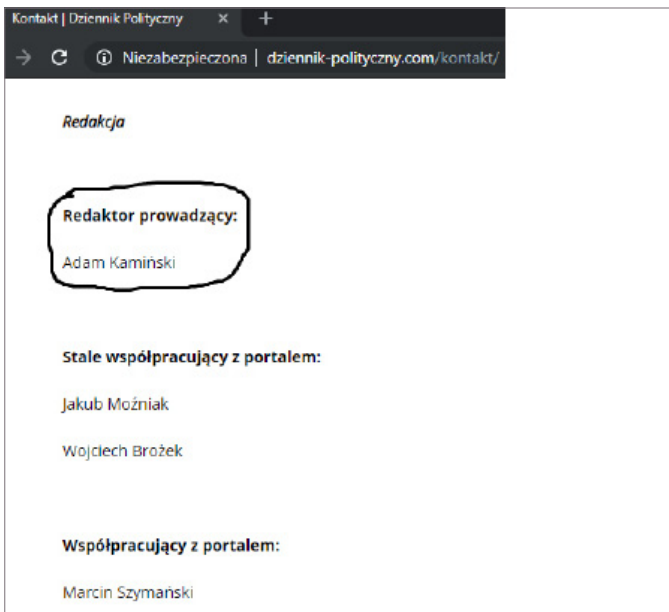 Kontakt | Dziennik Polityczny
Niezabezpieczona | dziennik-polityczny.com/kontakt/
Redakcja
Redaktor prowadzący:
Adam Kamiński
Stale współpracujący z portalem:
Jakub Moźniak
Wojciech Brożek
Współpracujący z portalem:
Marcin Szymański